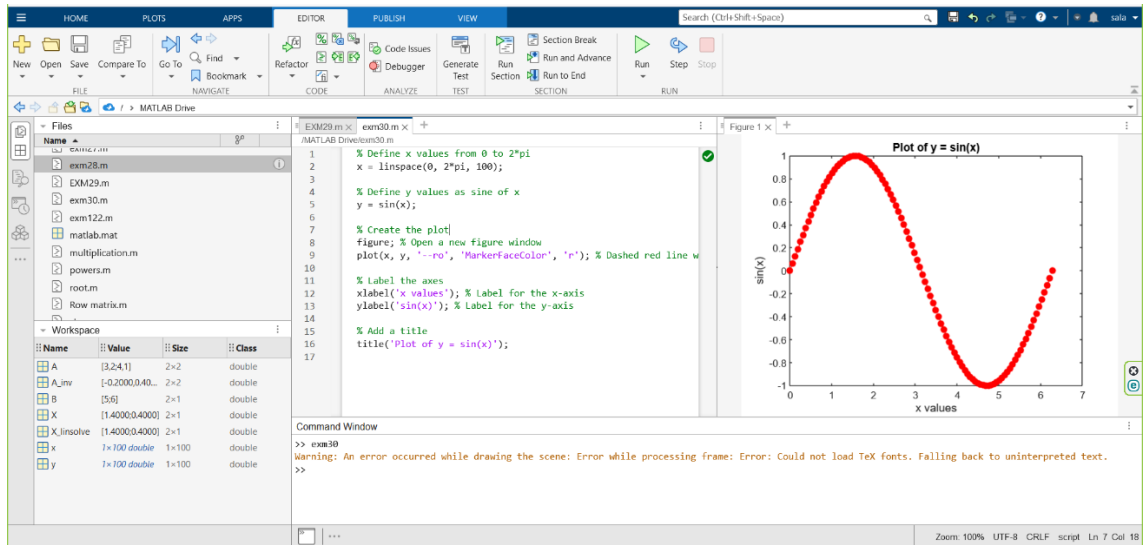 HOME PLOTS APPS EDITOR PUBLISH VIEW Search (Ctrl+Shift+Space) sala
New Open Save Compare To Go To Find Bookmark Refactor Code Issues Debugger Generate Test Run Section Section Break Run and Advance Run to End Run Step Stop
FILE NAVIGATE CODE ANALYZE TEST SECTION RUN
/ › MATLAB Drive
Files
Name
exm28.m
EXM29.m
exm30.m
exm122.m
matlab.mat
multiplication.m
powers.m
root.m
Row matrix.m
Workspace
Name Value Size Class
A [3,2;4,1] 2×2 double
A_inv [-0.2000,0.40... 2×2 double
B [5;6] 2×1 double
X [1.4000;0.4000] 2×1 double
X_linsolve [1.4000;0.4000] 2×1 double
x 1×100 double 1×100 double
y 1×100 double 1×100 double
EXM29.m × exm30.m × +
/MATLAB Drive/exm30.m
1 % Define x values from 0 to 2*pi
2 x = linspace(0, 2*pi, 100);
3
4 % Define y values as sine of x
5 y = sin(x);
6
7 % Create the plot
8 figure; % Open a new figure window
9 plot(x, y, '--ro', 'MarkerFaceColor', 'r'); % Dashed red line w
10
11 % Label the axes
12 xlabel('x values'); % Label for the x-axis
13 ylabel('sin(x)'); % Label for the y-axis
14
15 % Add a title
16 title('Plot of y = sin(x)');
17
Figure 1 × +
Plot of y = sin(x)
1
0.8
0.6
0.4
0.2
0
-0.2
-0.4
-0.6
-0.8
-1
sin(x)
0 1 2 3 4 5 6 7
x values
Command Window
>> exm30
Warning: An error occurred while drawing the scene: Error while processing frame: Error: Could not load TeX fonts. Falling back to uninterpreted text.
>>
Zoom: 100% UTF-8 CRLF script Ln 7 Col 18